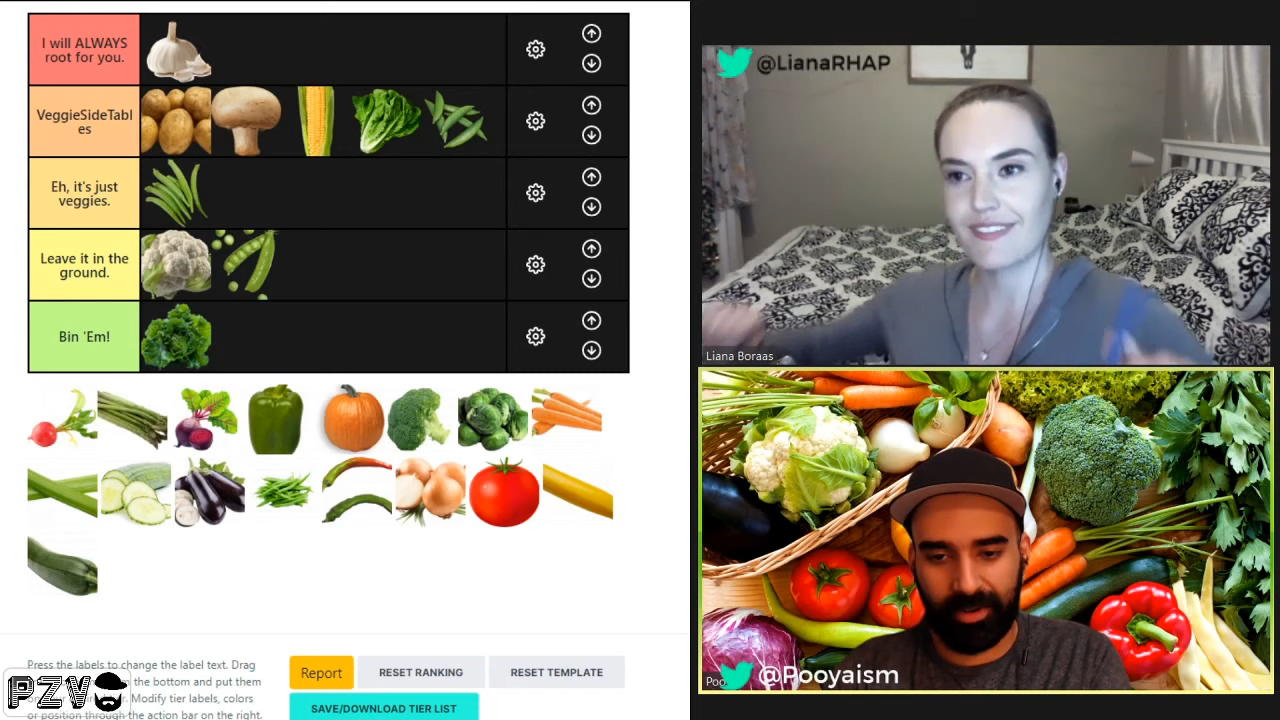 I will ALWAYS
root for you.
VeggieSideTabl
es
Eh, it's just
veggies.
Leave it in the
ground.
Bin 'Em!
Press the labels to change the label text. Drag
the bottom and put them
Modify tier labels, colors
or position through the action bar on the right.
PZV
Report
RESET RANKING
RESET TEMPLATE
SAVE/DOWNLOAD TIER LIST
@LianaRHAP
Liana Boraas
Poo
@Pooyaism